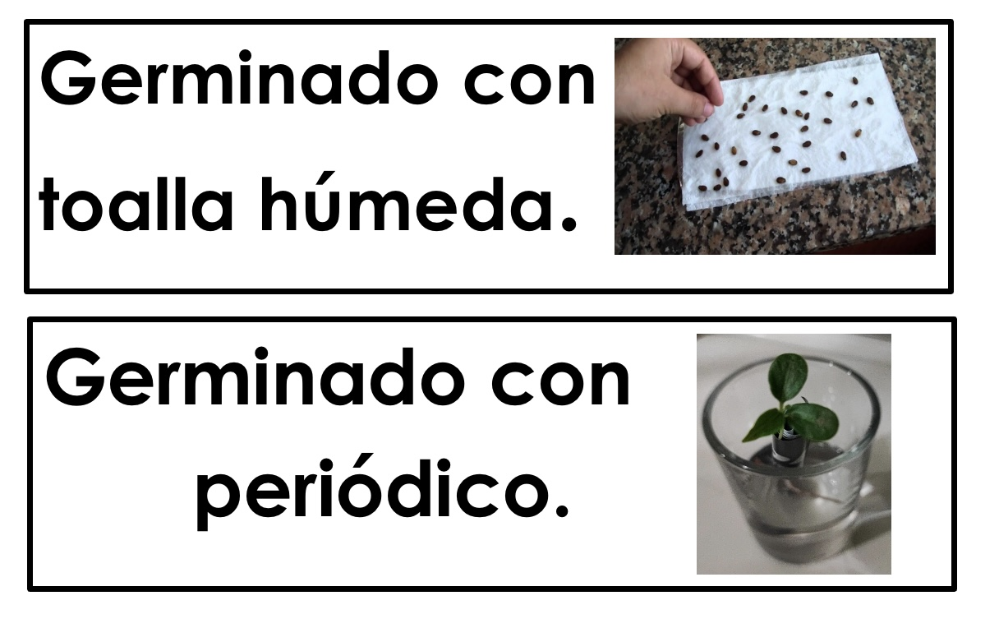 Germinado con
toalla húmeda.
Germinado con
periódico.